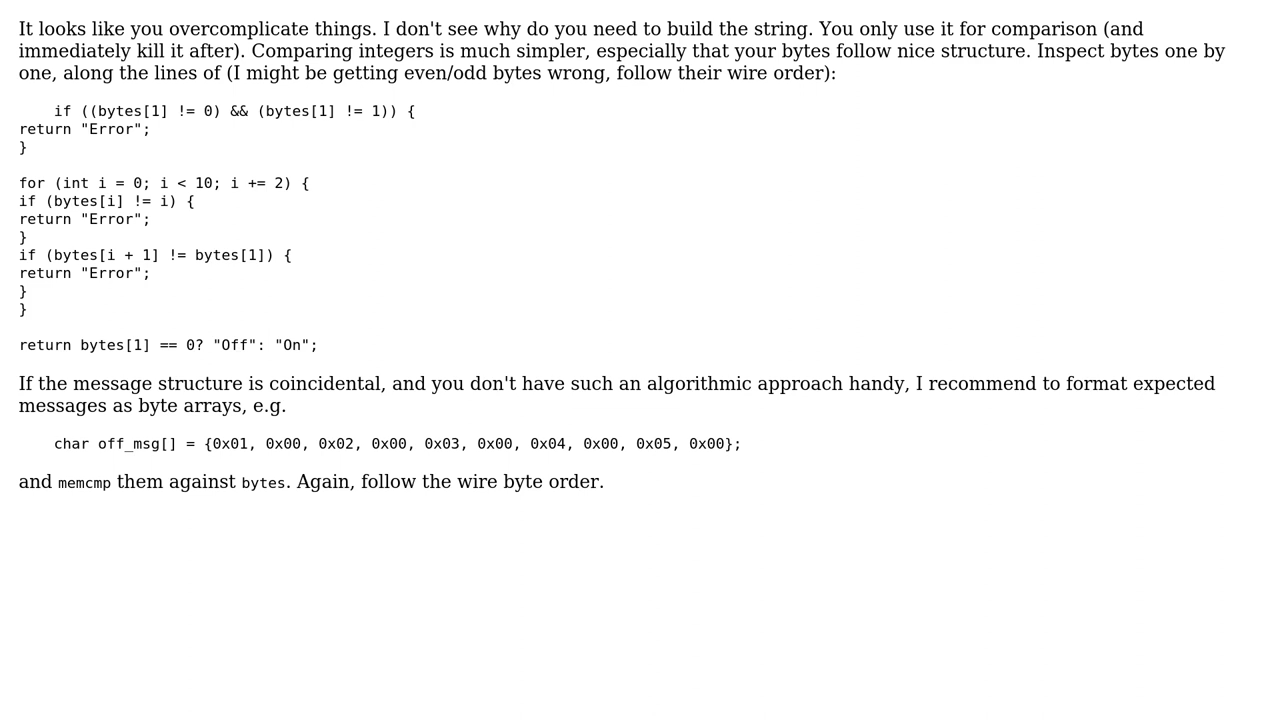 It looks like you overcomplicate things. I don't see why do you need to build the string. You only use it for comparison (and
immediately kill it after). Comparing integers is much simpler, especially that your bytes follow nice structure. Inspect bytes one by
one, along the lines of (I might be getting even/odd bytes wrong, follow their wire order):
    if ((bytes[1] != 0) && (bytes[1] != 1)) {
return "Error";
}
for (int i = 0; i < 10; i += 2) {
if (bytes[i] != i) {
return "Error";
}
if (bytes[i + 1] != bytes[1]) {
return "Error";
}
}
return bytes[1] == 0? "Off": "On";
If the message structure is coincidental, and you don't have such an algorithmic approach handy, I recommend to format expected
messages as byte arrays, e.g.
    char off_msg[] = {0x01, 0x00, 0x02, 0x00, 0x03, 0x00, 0x04, 0x00, 0x05, 0x00};
and memcmp them against bytes. Again, follow the wire byte order.